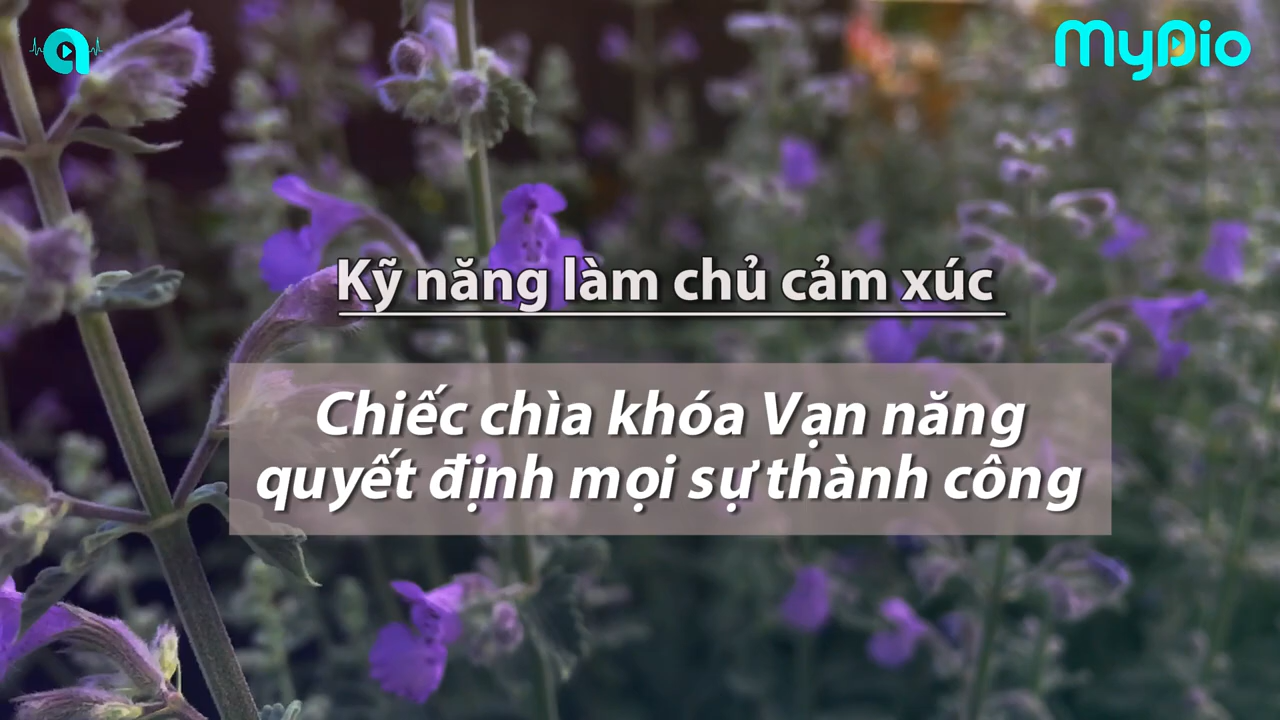 MyDio
Kỹ năng làm chủ cảm xúc
Chiếc chìa khóa Vạn năng
quyết định mọi sự thành công